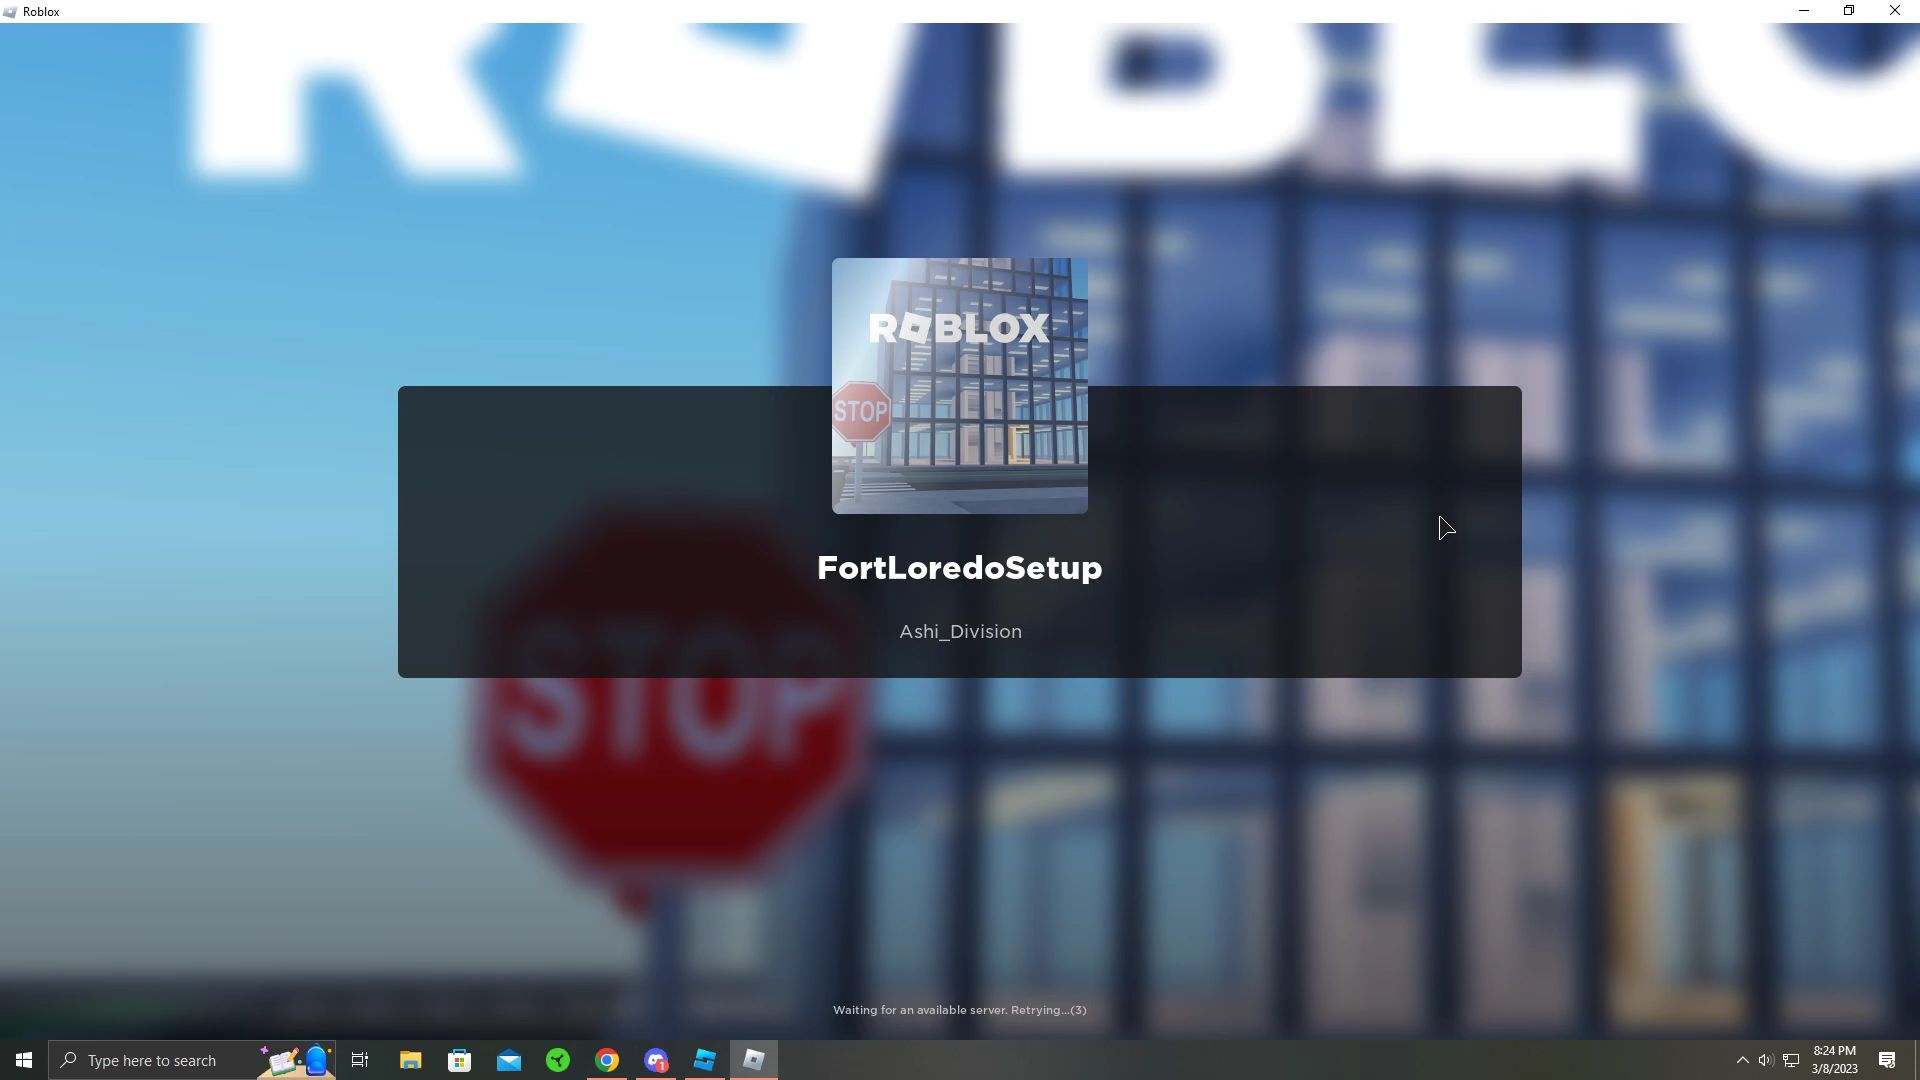 Roblox
ROBLOX
STOP
FortLoredoSetup
Ashi_Division
STOP
Waiting for an available server. Retrying...(3)
Type here to search
1
8:24 PM
3/8/2023